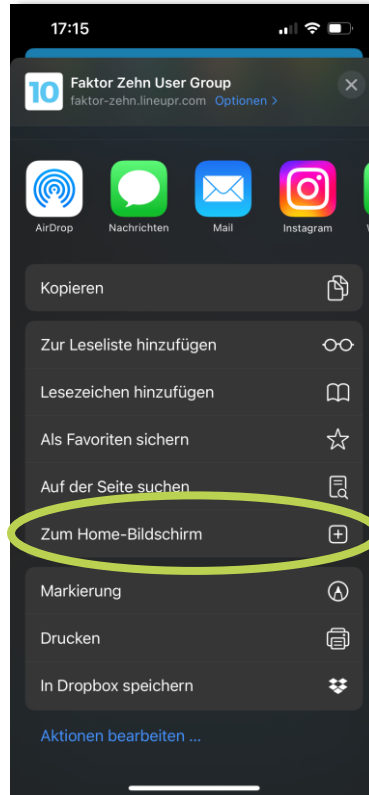 17:15
10
Faktor Zehn User Group
faktor-zehn.lineupr.com Optionen >
AirDrop
Nachrichten
Mail
Instagram
Kopieren
Zur Leseliste hinzufügen
Lesezeichen hinzufügen
Als Favoriten sichern
Auf der Seite suchen
Zum Home-Bildschirm
Markierung
Drucken
In Dropbox speichern
Aktionen bearbeiten ...